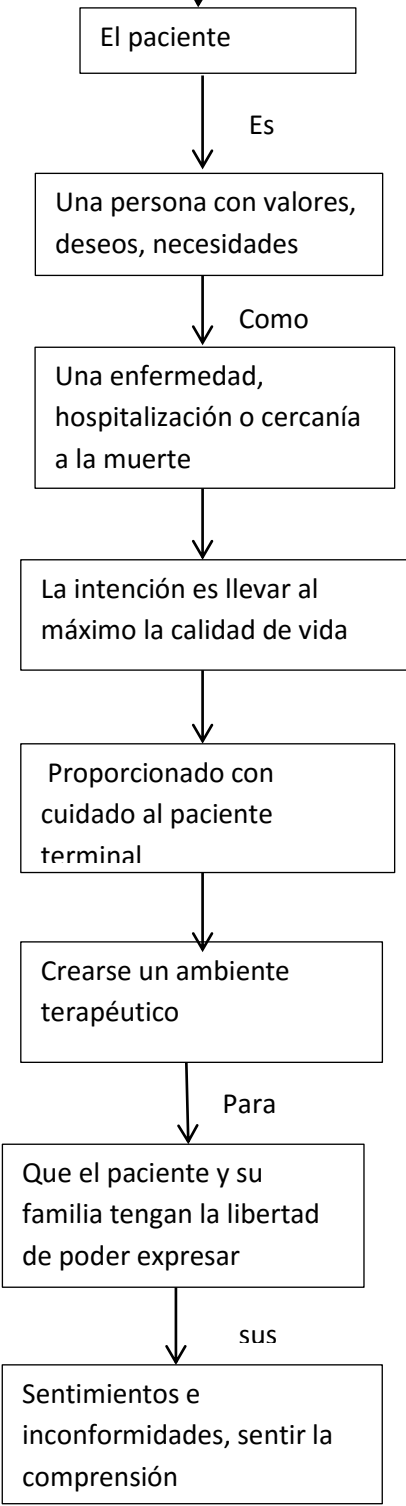 El paciente
Es
Una persona con valores,
deseos, necesidades
Como
Una enfermedad,
hospitalización o cercanía
a la muerte
La intención es llevar al
máximo la calidad de vida
Proporcionado con
cuidado al paciente
terminal
Crearse un ambiente
terapéutico
Para
Que el paciente y su
familia tengan la libertad
de poder expresar
sus
Sentimientos e
inconformidades, sentir la
comprensión